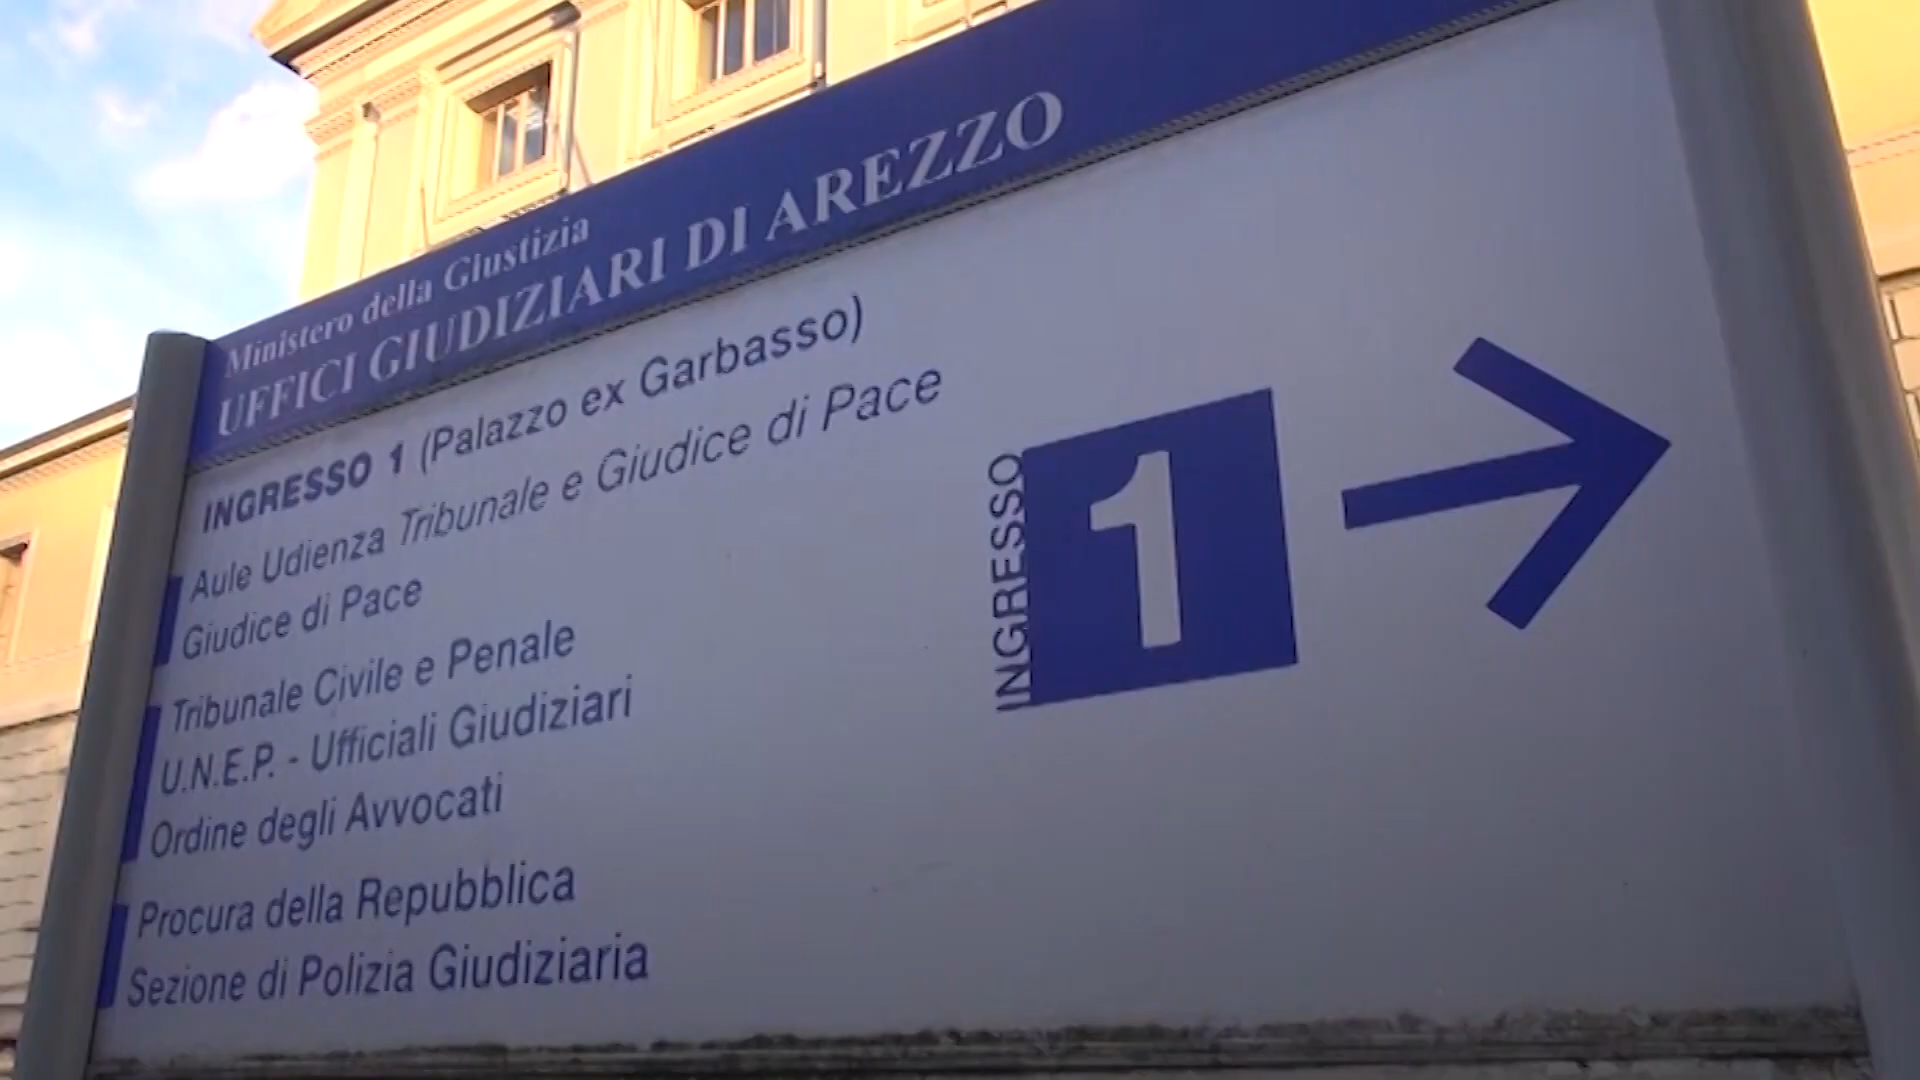 Ministero della Giustizia
UFFICI GIUDIZIARI DI AREZZO
INGRESSO 1 (Palazzo ex Garbasso)
Aule Udienza Tribunale e Giudice di Pace
Giudice di Pace
Tribunale Civile e Penale
U.N.E.P. - Ufficiali Giudiziari
Ordine degli Avvocati
Procura della Repubblica
Sezione di Polizia Giudiziaria
INGRESSO
1